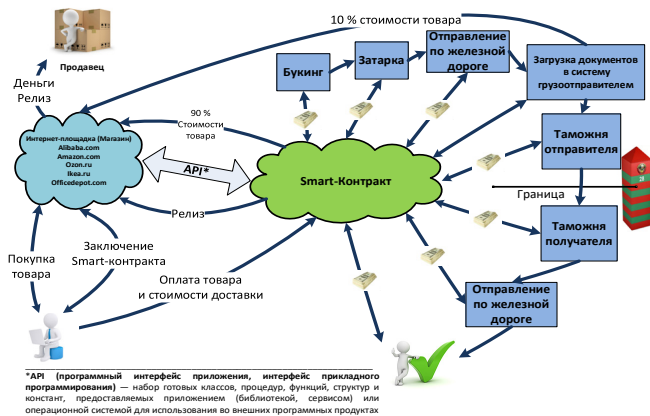 10 % стоимости товара
Продавец
Деньги
Релиз
Букинг
Затарка
Отправление
по железной
дороге
Загрузка документов
в систему
грузоотправителем
90 %
Стоимости
товара
Интернет-площадка (Магазин)
Alibaba.com
Amazon.com
Ozon.ru
Ikea.ru
Officedepot.com
API*
Smart-Контракт
Таможня
отправителя
Граница
Релиз
Таможня
получателя
Покупка
товара
Заключение
Smart-контракта
Оплата товара
и стоимости доставки
Отправление
по железной
дороге
*API (программный интерфейс приложения, интерфейс прикладного
программирования) — набор готовых классов, процедур, функций, структур и
констант, предоставляемых приложением (библиотекой, сервисом) или
операционной системой для использования во внешних программных продуктах